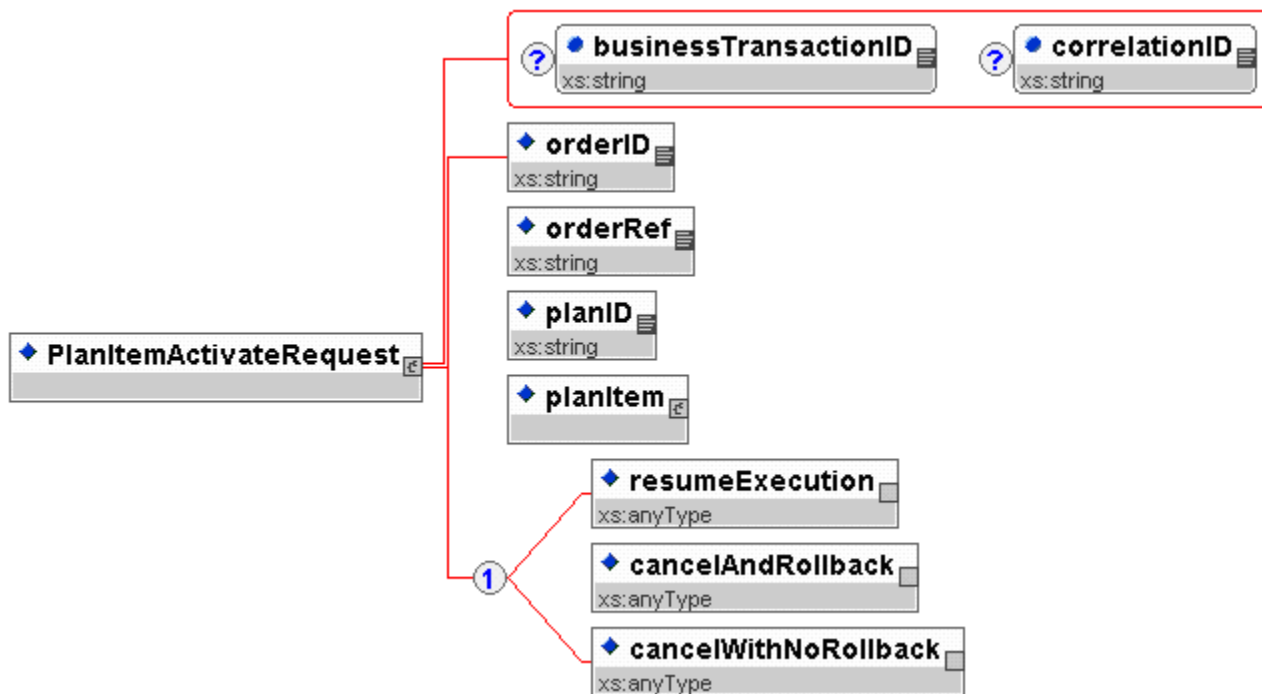 ? businessTransactionID ? correlationID
xs:string xs:string
orderID
xs:string
orderRef
xs:string
planID
xs:string
PlanItemActivateRequest
planItem
resumeExecution
xs:anyType
1
cancelAndRollback
xs:anyType
cancelWithNoRollback
xs:anyType